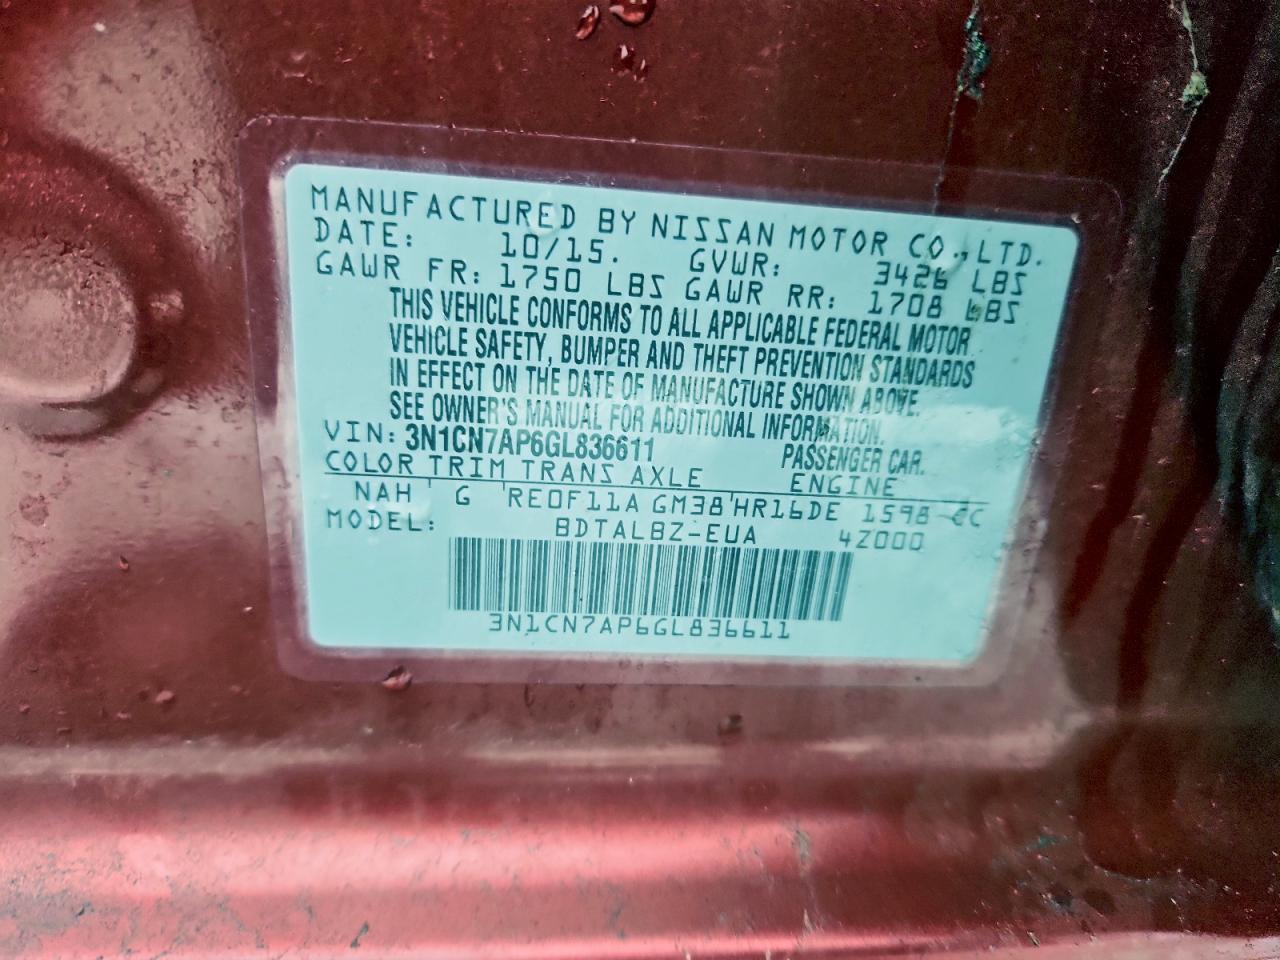 MANUFACTURED BY NISSAN MOTOR CO.,LTD.
DATE: 10/15. GVWR: 3426 LBS
GAWR FR: 1750 LBS GAWR RR: 1708 LBS
THIS VEHICLE CONFORMS TO ALL APPLICABLE FEDERAL MOTOR
VEHICLE SAFETY, BUMPER AND THEFT PREVENTION STANDARDS
IN EFFECT ON THE DATE OF MANUFACTURE SHOWN ABOVE.
SEE OWNER'S MANUAL FOR ADDITIONAL INFORMATION.
VIN: 3N1CN7AP6GL836611 PASSENGER CAR.
COLOR TRIM TRANS AXLE ENGINE
NAH ' G 'RE0F11A GM38'HR16DE 1598 CC
MODEL: BDTALBZ-EUA 4Z000
3N1CN7AP6GL836611